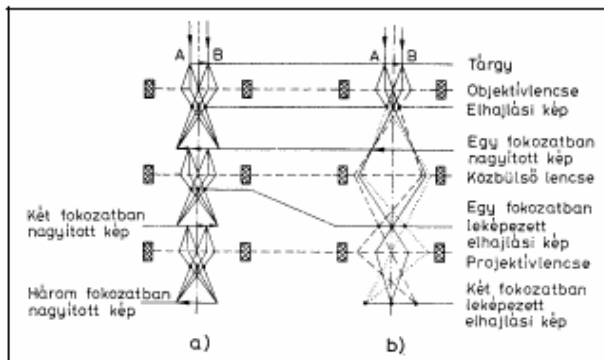 A B
A B
Tárgy
Objektívlencse
Elhajlási kép
Egy fokozatban
nagyított kép
Közbülső lencse
Két fokozatban
nagyított kép
Egy fokozatban
leképezett
elhajlási kép
Projektívlencse
Három fokozatban
nagyított kép
Két fokozatban
leképezett
elhajlási kép
a) b)